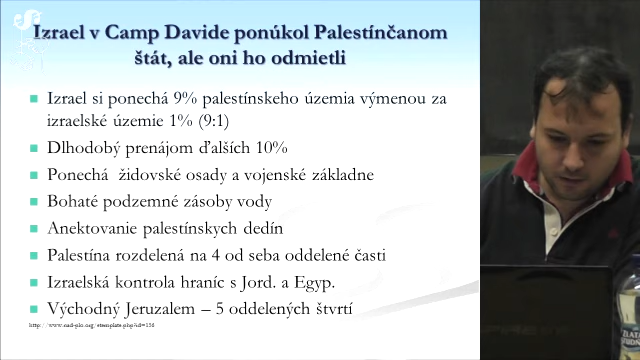 Izrael v Camp Davide ponúkol Palestínčanom
štát, ale oni ho odmietli
Izrael si ponechá 9% palestínskeho územia výmenou za
izraelské územie 1% (9:1)
Dlhodobý prenájom ďalších 10%
Ponechá židovské osady a vojenské základne
Bohaté podzemné zásoby vody
Anektovanie palestínskych dedín
Palestína rozdelená na 4 od seba oddelené časti
Izraelská kontrola hraníc s Jord. a Egyp.
Východný Jeruzalem – 5 oddelených štvrtí
ZLATÁ